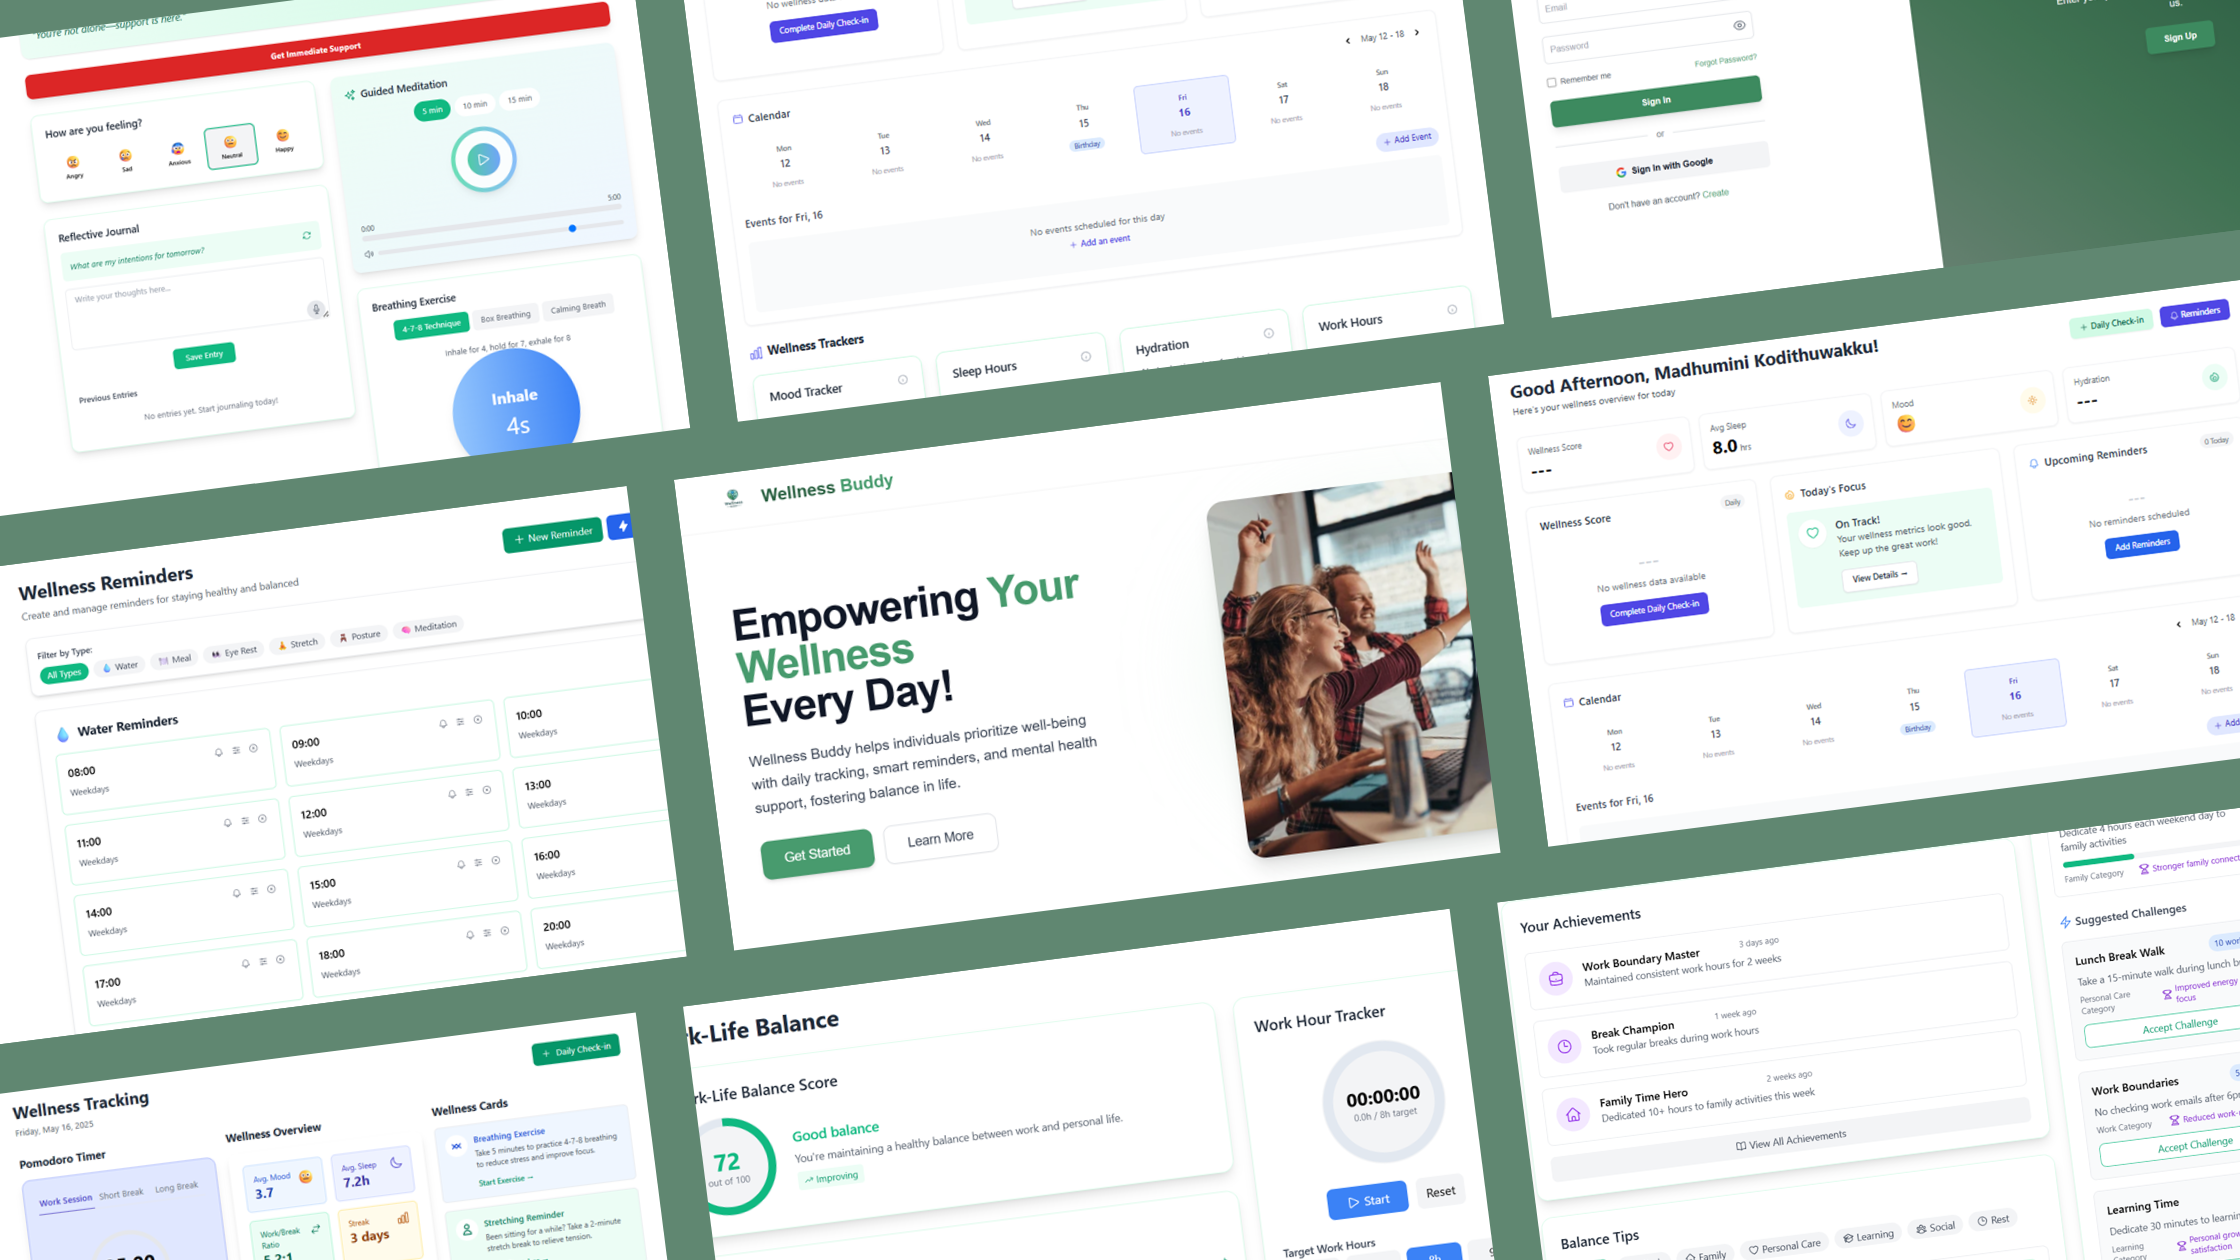 You're not alone—support is here.
Get Immediate Support
How are you feeling?
Angry
Sad
Anxious
Neutral
Happy
Reflective Journal
What are my intentions for tomorrow?
Write your thoughts here...
Save Entry
Previous Entries
No entries yet. Start journaling today!
Guided Meditation
5 min
10 min
15 min
0:00
5:00
Breathing Exercise
4-7-8 Technique
Box Breathing
Calming Breath
Inhale for 4, hold for 7, exhale for 8
Inhale
4s
No wellness
Complete Daily Check-in
May 12 - 18
Calendar
Mon
12
No events
Tue
13
No events
Wed
14
No events
Thu
15
Birthday
Fri
16
No events
Sat
17
No events
Sun
18
No events
+ Add Event
Events for Fri, 16
No events scheduled for this day
+ Add an event
Wellness Trackers
Mood Tracker
Sleep Hours
Hydration
Work Hours
Email
Password
Remember me
Forgot Password?
Sign In
or
Sign In with Google
Don't have an account? Create
us.
Sign Up
Wellness Reminders
Create and manage reminders for staying healthy and balanced
+ New Reminder
Filter by Type:
All Types
Water
Meal
Eye Rest
Stretch
Posture
Meditation
Water Reminders
08:00
Weekdays
09:00
Weekdays
10:00
Weekdays
11:00
Weekdays
12:00
Weekdays
13:00
Weekdays
14:00
Weekdays
15:00
Weekdays
16:00
Weekdays
17:00
Weekdays
18:00
Weekdays
20:00
Weekdays
Wellness Buddy
Empowering Your
Wellness
Every Day!
Wellness Buddy helps individuals prioritize well-being
with daily tracking, smart reminders, and mental health
support, fostering balance in life.
Get Started
Learn More
Good Afternoon, Madhumini Kodithuwakku!
Here's your wellness overview for today
+ Daily Check-in
Reminders
Wellness Score
---
Avg Sleep
8.0 hrs
Mood
Hydration
---
Wellness Score
Daily
---
No wellness data available
Complete Daily Check-in
Today's Focus
On Track!
Your wellness metrics look good.
Keep up the great work!
View Details →
Upcoming Reminders
0 Today
---
No reminders scheduled
Add Reminders
May 12 - 18
Calendar
Mon
12
No events
Tue
13
No events
Wed
14
No events
Thu
15
Birthday
Fri
16
No events
Sat
17
No events
Sun
18
No events
+ Add
Events for Fri, 16
Wellness Tracking
Friday, May 16, 2025
+ Daily Check-in
Pomodoro Timer
Work Session
Short Break
Long Break
Wellness Overview
Avg. Mood
3.7
Avg. Sleep
7.2h
Work/Break
Ratio
5.2:1
Streak
3 days
Wellness Cards
Breathing Exercise
Take 5 minutes to practice 4-7-8 breathing
to reduce stress and improve focus.
Start Exercise →
Stretching Reminder
Been sitting for a while? Take a 2-minute
stretch break to relieve tension.
rk-Life Balance
rk-Life Balance Score
72
out of 100
Good balance
You're maintaining a healthy balance between work and personal life.
Improving
Work Hour Tracker
00:00:00
0.0h / 8h target
Start
Reset
Target Work Hours
8h
Your Achievements
Work Boundary Master
3 days ago
Maintained consistent work hours for 2 weeks
Break Champion
1 week ago
Took regular breaks during work hours
Family Time Hero
2 weeks ago
Dedicated 10+ hours to family activities this week
View All Achievements
Balance Tips
Family
Personal Care
Learning
Social
Rest
Dedicate 4 hours each weekend day to
family activities
Family Category
Stronger family connect
Suggested Challenges
Lunch Break Walk
10
Take a 15-minute walk during lunch
Personal Care
Category
Improved energy
focus
Accept Challenge
Work Boundaries
No checking work emails after 6p
Work Category
Reduced work-
Accept Challenge
Learning Time
Dedicate 30 minutes to
Learning
Category
Personal
satisfaction